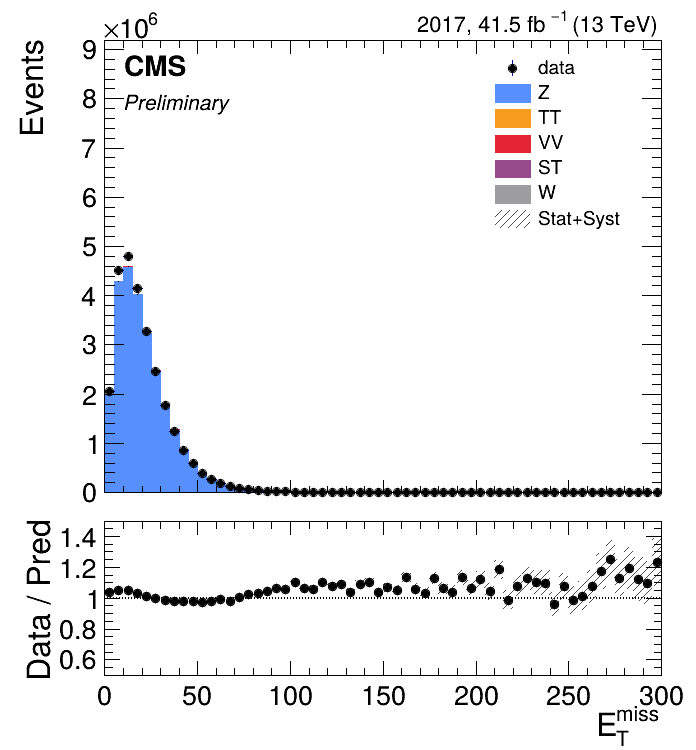 ×10⁶
2017, 41.5 fb⁻¹ (13 TeV)
Events
CMS
Preliminary
data
Z
TT
VV
ST
W
Stat+Syst
9
8
7
6
5
4
3
2
1
0
Data / Pred
1.4
1.2
1
0.8
0.6
0 50 100 150 200 250 300
E_T^miss